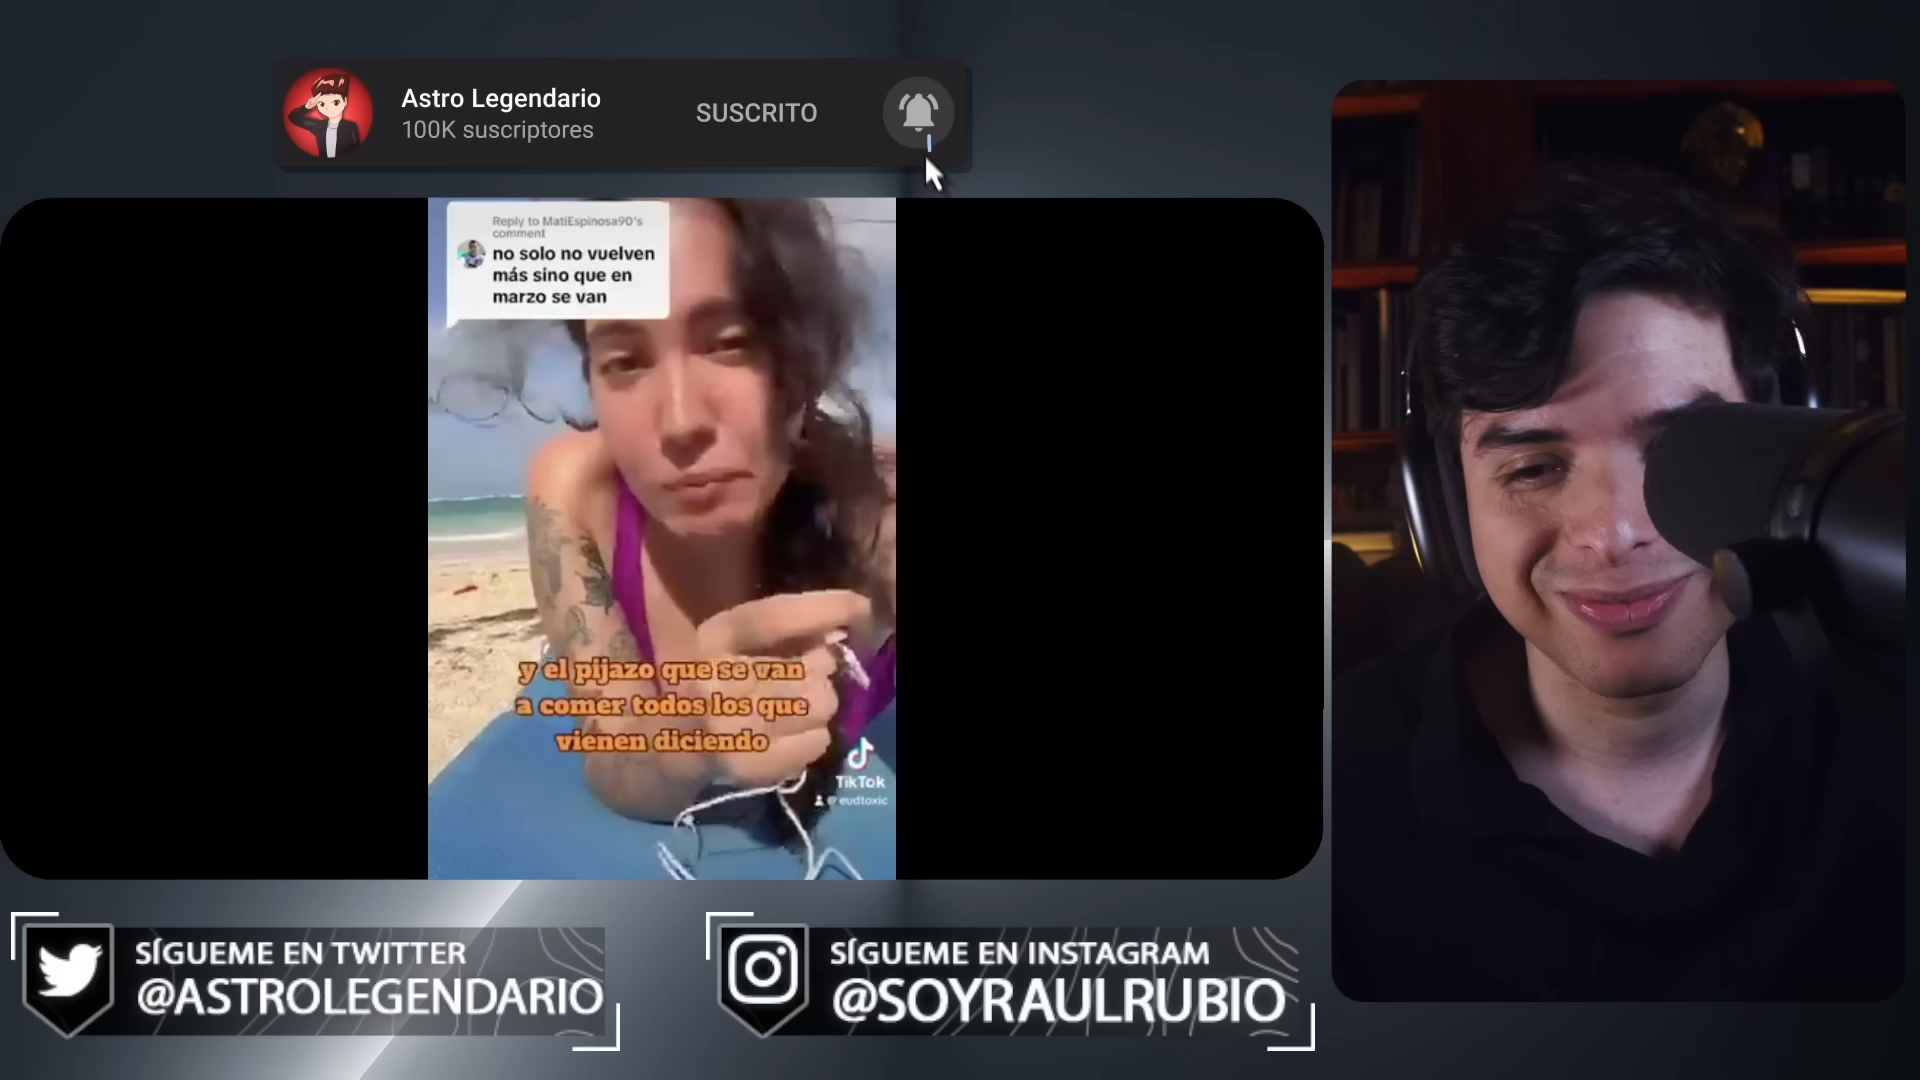 Astro Legendario
100K suscriptores
SUSCRITO
Reply to MatiEspinosa90's
comment
no solo no vuelven
más sino que en
marzo se van
y el pijazo que se van
a comer todos los que
vienen diciendo
TikTok
@eudtoxic
SÍGUEME EN TWITTER
@ASTROLEGENDARIO
SÍGUEME EN INSTAGRAM
@SOYRAULRUBIO